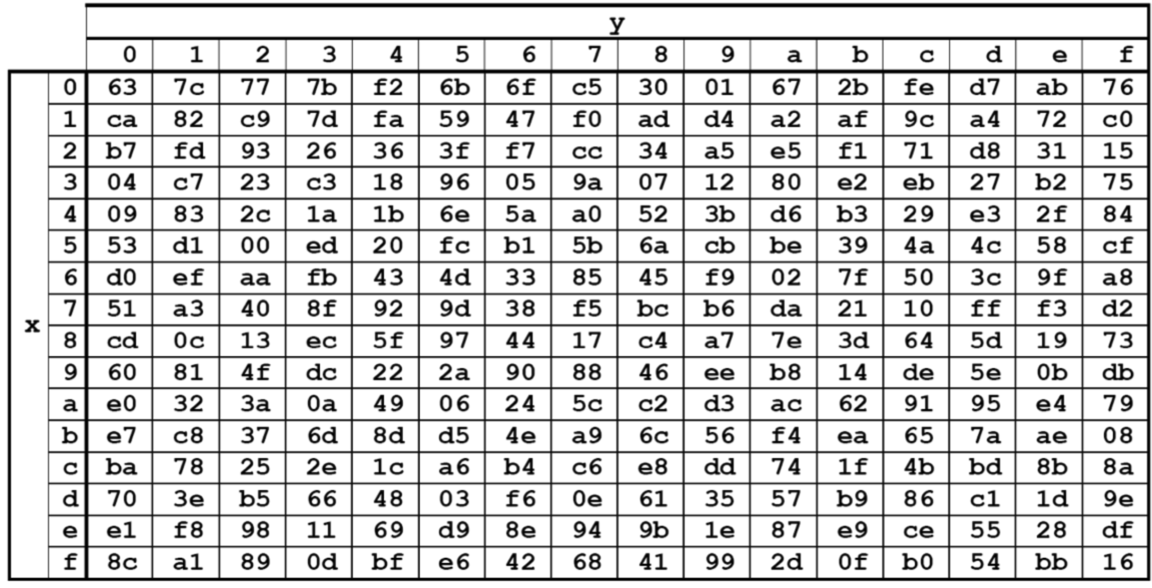 y
0 1 2 3 4 5 6 7 8 9 a b c d e f
0 63 7c 77 7b f2 6b 6f c5 30 01 67 2b fe d7 ab 76
1 ca 82 c9 7d fa 59 47 f0 ad d4 a2 af 9c a4 72 c0
2 b7 fd 93 26 36 3f f7 cc 34 a5 e5 f1 71 d8 31 15
3 04 c7 23 c3 18 96 05 9a 07 12 80 e2 eb 27 b2 75
4 09 83 2c 1a 1b 6e 5a a0 52 3b d6 b3 29 e3 2f 84
5 53 d1 00 ed 20 fc b1 5b 6a cb be 39 4a 4c 58 cf
6 d0 ef aa fb 43 4d 33 85 45 f9 02 7f 50 3c 9f a8
7 51 a3 40 8f 92 9d 38 f5 bc b6 da 21 10 ff f3 d2
x
8 cd 0c 13 ec 5f 97 44 17 c4 a7 7e 3d 64 5d 19 73
9 60 81 4f dc 22 2a 90 88 46 ee b8 14 de 5e 0b db
a e0 32 3a 0a 49 06 24 5c c2 d3 ac 62 91 95 e4 79
b e7 c8 37 6d 8d d5 4e a9 6c 56 f4 ea 65 7a ae 08
c ba 78 25 2e 1c a6 b4 c6 e8 dd 74 1f 4b bd 8b 8a
d 70 3e b5 66 48 03 f6 0e 61 35 57 b9 86 c1 1d 9e
e e1 f8 98 11 69 d9 8e 94 9b 1e 87 e9 ce 55 28 df
f 8c a1 89 0d bf e6 42 68 41 99 2d 0f b0 54 bb 16